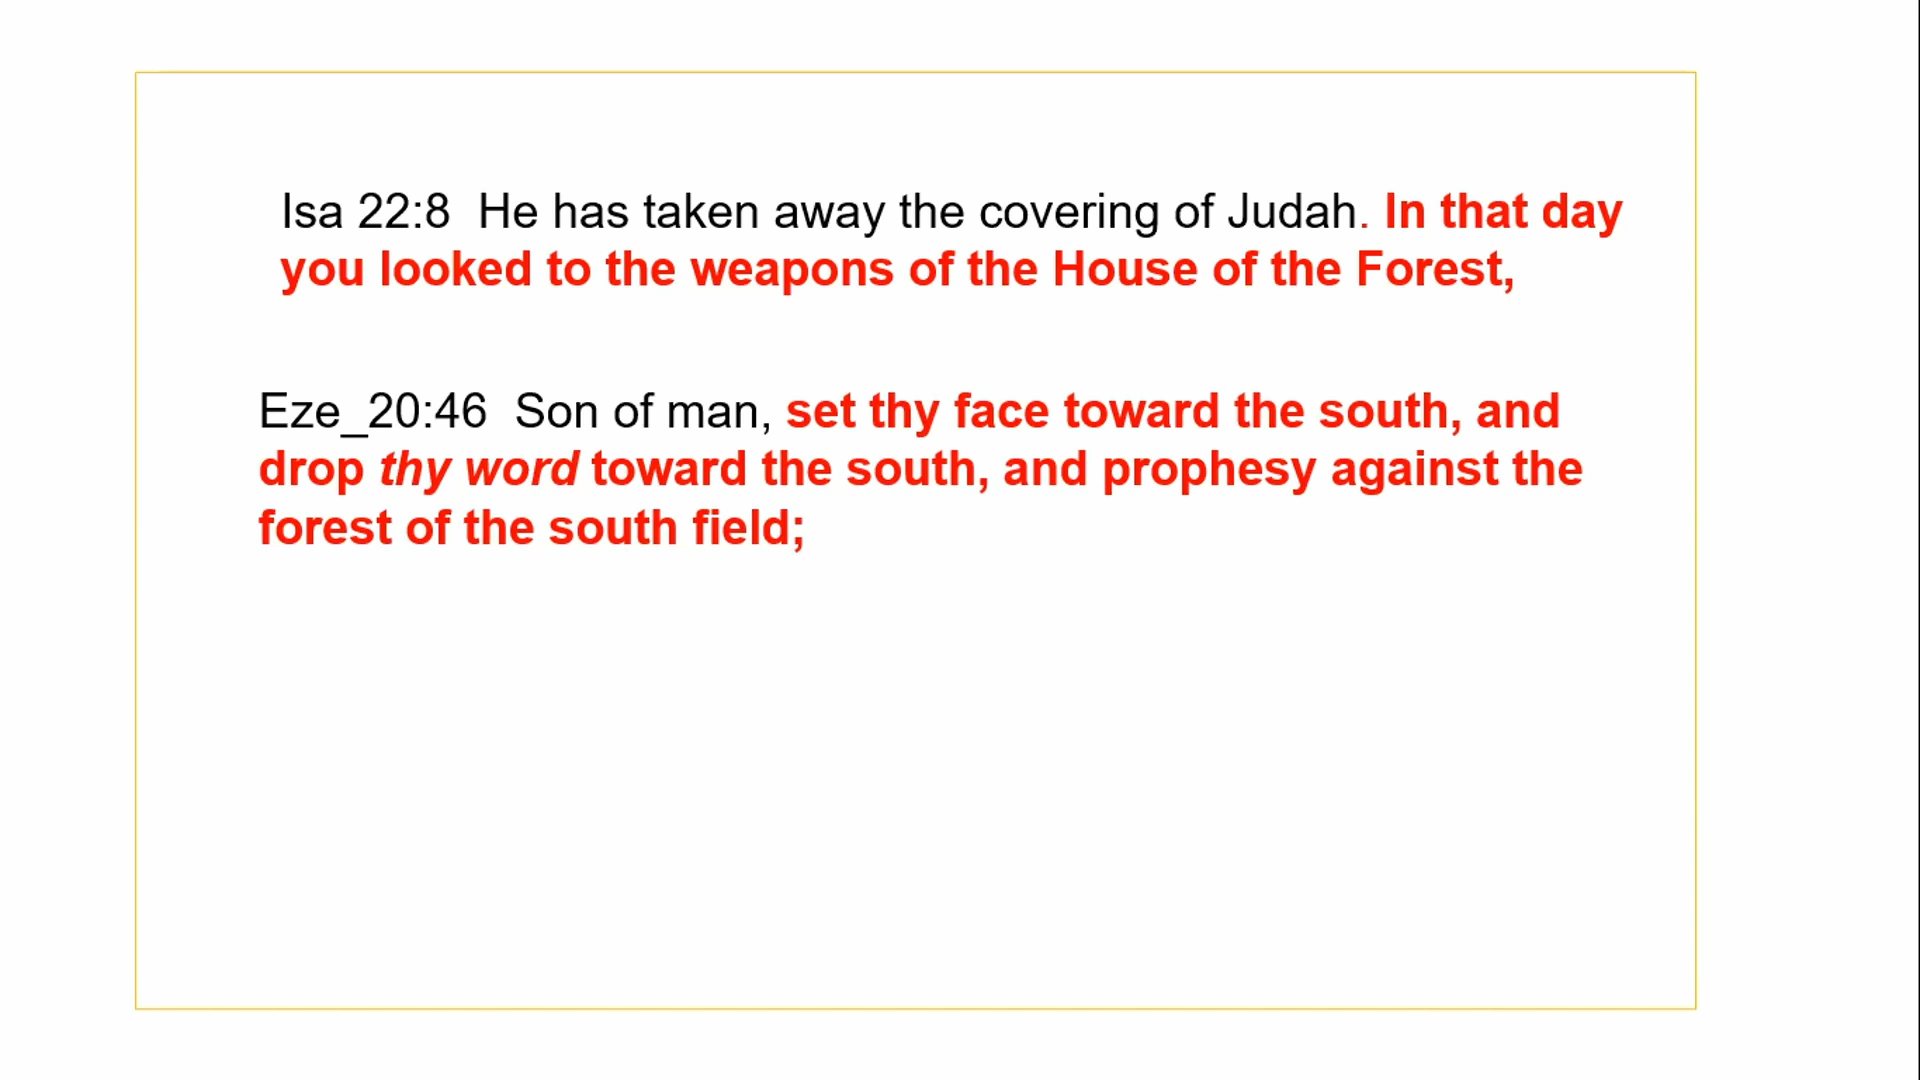 Isa 22:8  He has taken away the covering of Judah. In that day
you looked to the weapons of the House of the Forest,
Eze_20:46  Son of man, set thy face toward the south, and
drop thy word toward the south, and prophesy against the
forest of the south field;